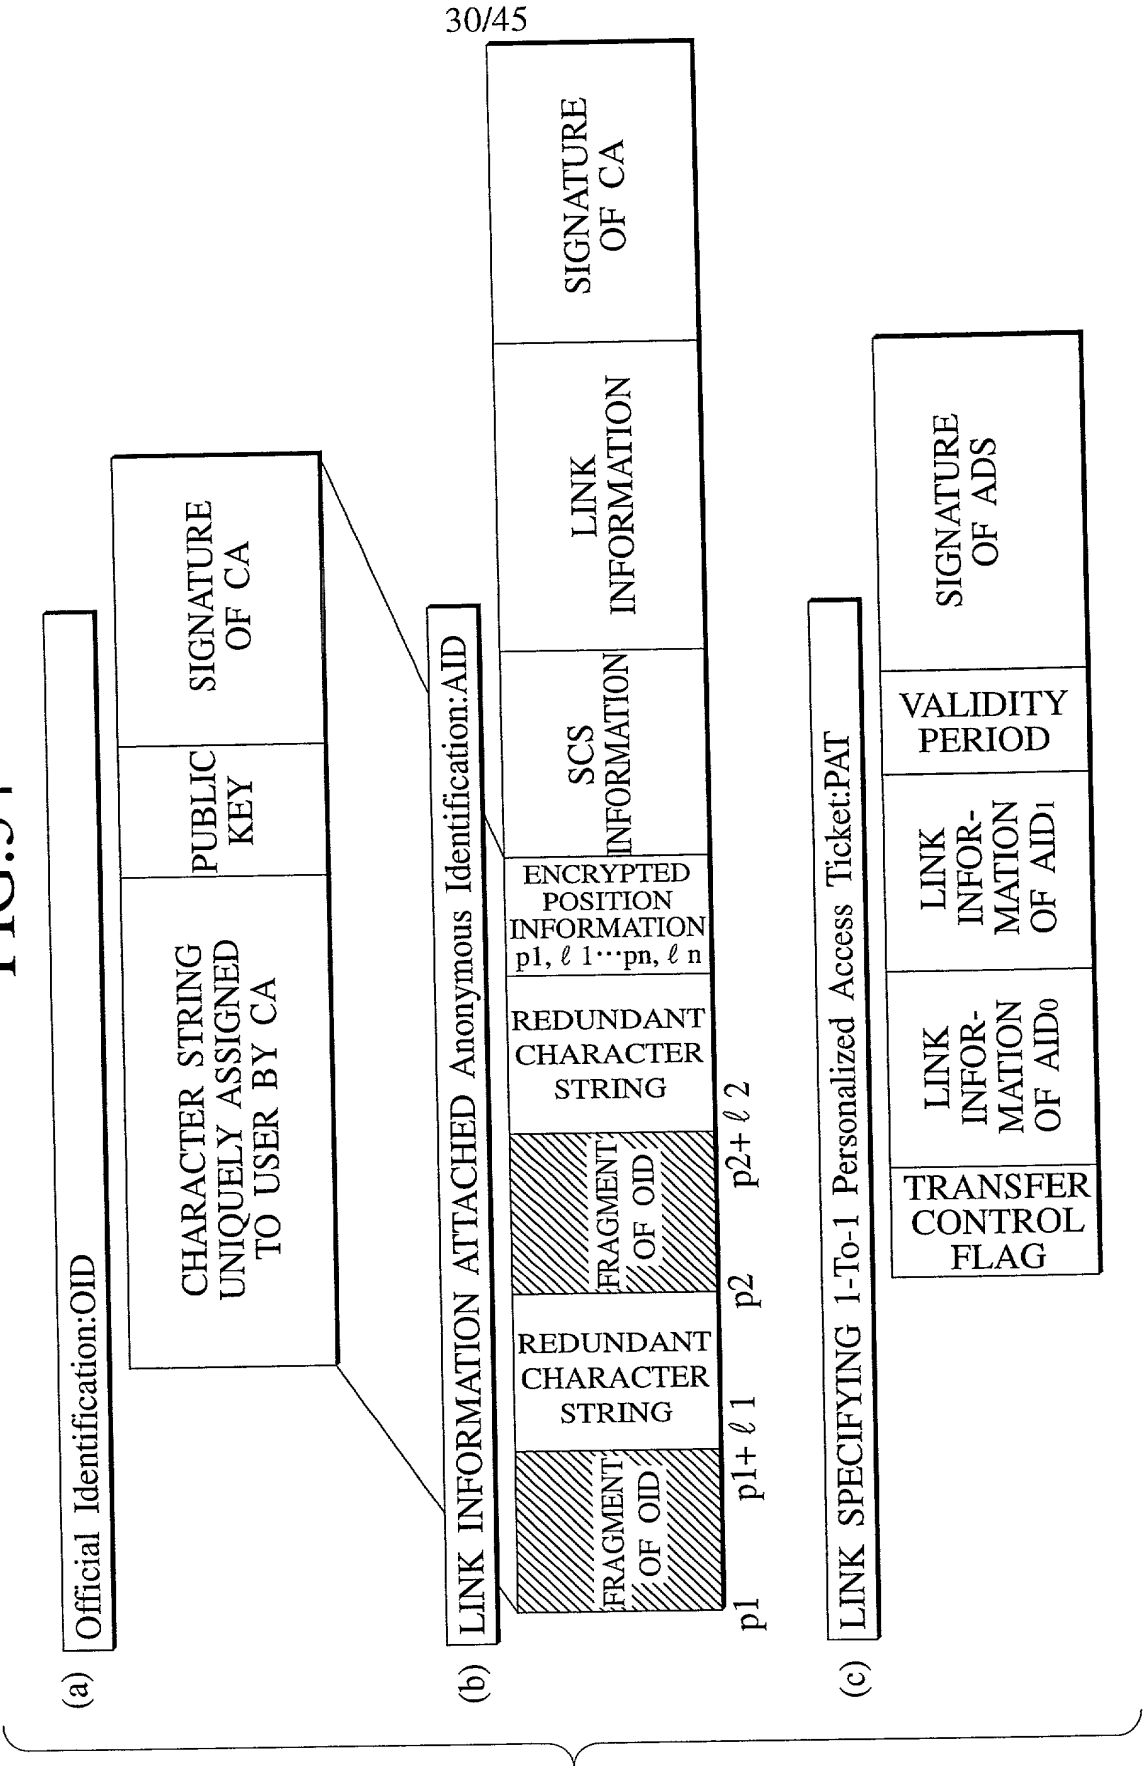 30/45
(a)
Official Identification:OID
CHARACTER STRING
UNIQUELY ASSIGNED
TO USER BY CA
PUBLIC
KEY
SIGNATURE
OF CA
(b)
LINK INFORMATION ATTACHED Anonymous Identification:AID
FRAGMENT
OF OID
REDUNDANT
CHARACTER
STRING
FRAGMENT
OF OID
REDUNDANT
CHARACTER
STRING
ENCRYPTED
POSITION
INFORMATION
p1, ℓ 1···pn, ℓ n
SCS
INFORMATION
LINK
INFORMATION
SIGNATURE
OF CA
p1
p1+ ℓ 1
p2
p2+ ℓ 2
(c)
LINK SPECIFYING 1-To-1 Personalized Access Ticket:PAT
TRANSFER
CONTROL
FLAG
LINK
INFOR-
MATION
OF AID0
LINK
INFOR-
MATION
OF AID1
VALIDITY
PERIOD
SIGNATURE
OF ADS